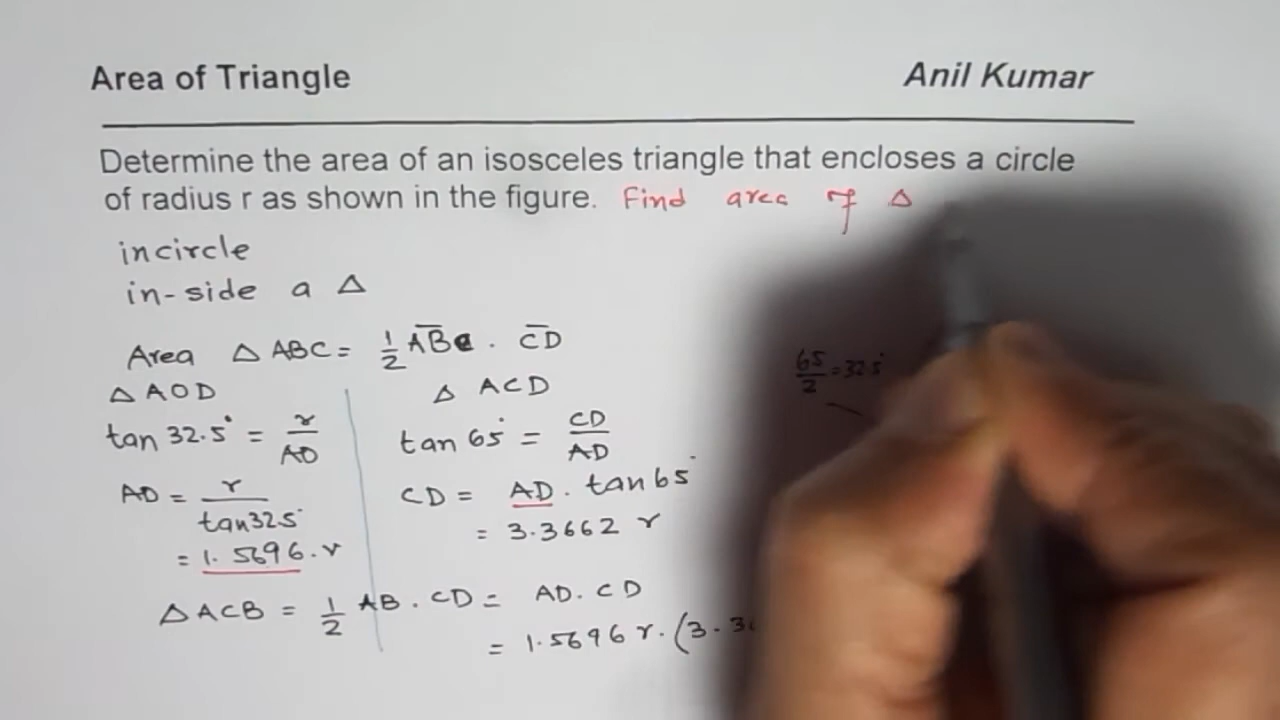 Area of Triangle
Anil Kumar
Determine the area of an isosceles triangle that encloses a circle
of radius r as shown in the figure. Find area of Δ
incircle
in-side a Δ
Area Δ ABC = 1/2 AB . CD
Δ AOD
tan 32.5° = r/AD
AD = r/tan32.5°
= 1.5696.r
Δ ACD
tan 65° = CD/AD
CD = AD . tan65°
= 3.3662 r
65/2 = 32.5°
Δ ACB = 1/2 AB . CD = AD . CD
= 1.5696 r . (3.3